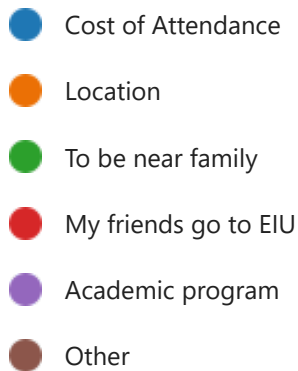 Cost of Attendance
Location
To be near family
My friends go to EIU
Academic program
Other